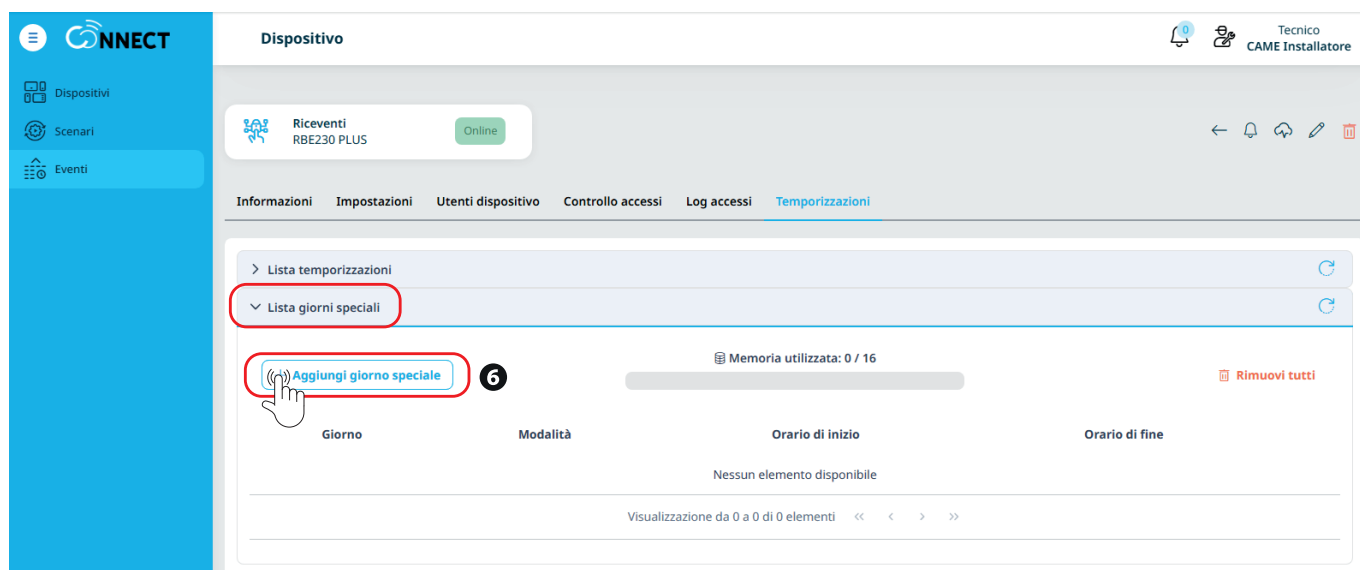 CONNECT
Dispositivo
0
Tecnico
CAME Installatore
Dispositivi
Scenari
Eventi
Riceventi
RBE230 PLUS
Online
Informazioni Impostazioni Utenti dispositivo Controllo accessi Log accessi Temporizzazioni
Lista temporizzazioni
Lista giorni speciali
Memoria utilizzata: 0 / 16
Aggiungi giorno speciale
6
Rimuovi tutti
Giorno Modalità Orario di inizio Orario di fine
Nessun elemento disponibile
Visualizzazione da 0 a 0 di 0 elementi « ‹ › »